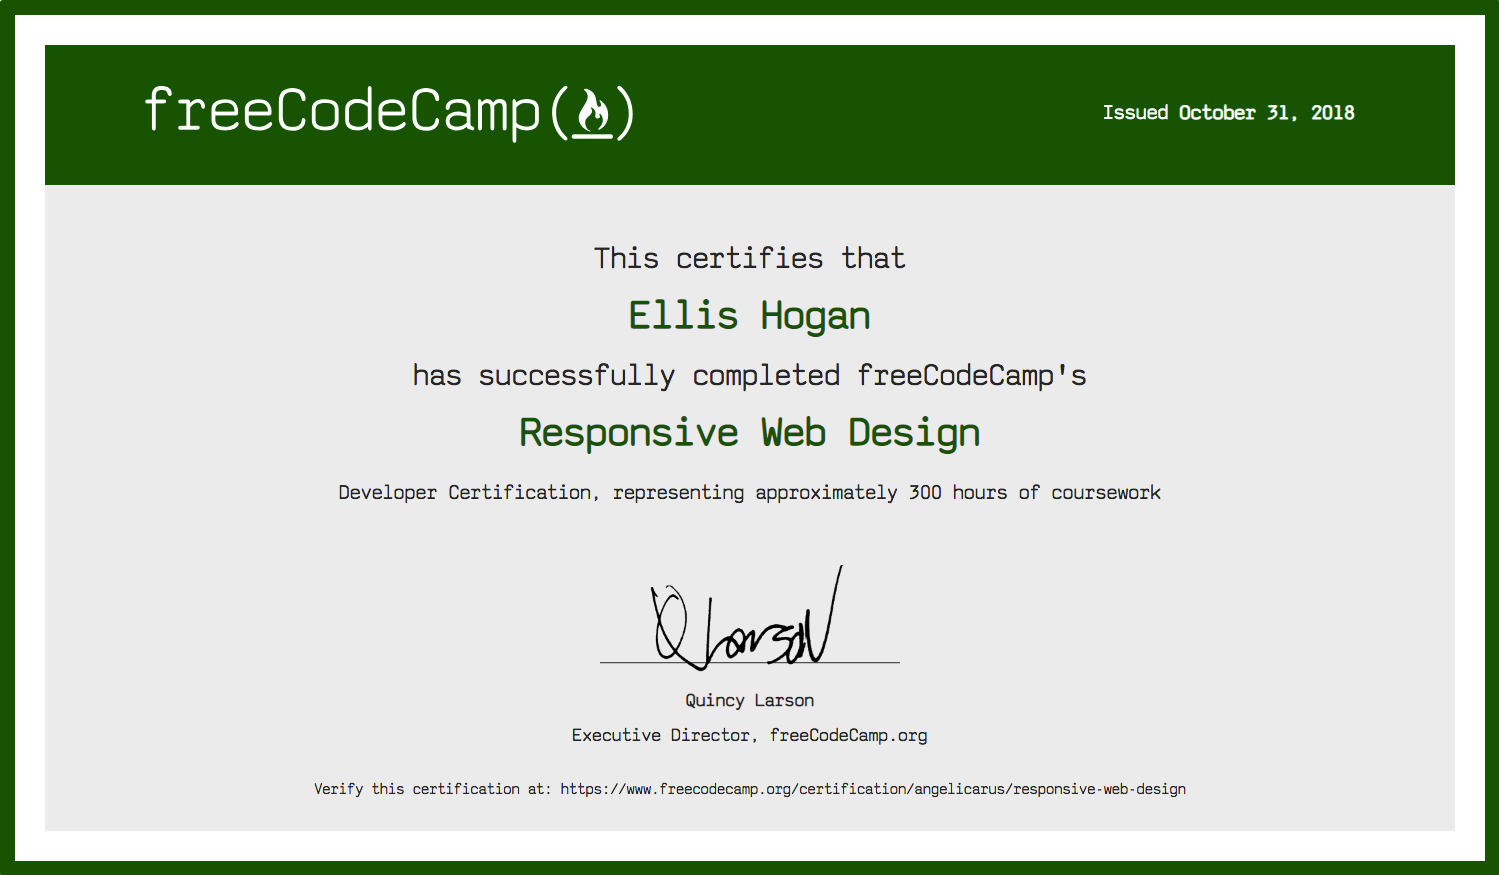 freeCodeCamp()
Issued October 31, 2018
This certifies that
Ellis Hogan
has successfully completed freeCodeCamp's
Responsive Web Design
Developer Certification, representing approximately 300 hours of coursework
Q Larson
Quincy Larson
Executive Director, freeCodeCamp.org
Verify this certification at: https://www.freecodecamp.org/certification/angelicarus/responsive-web-design